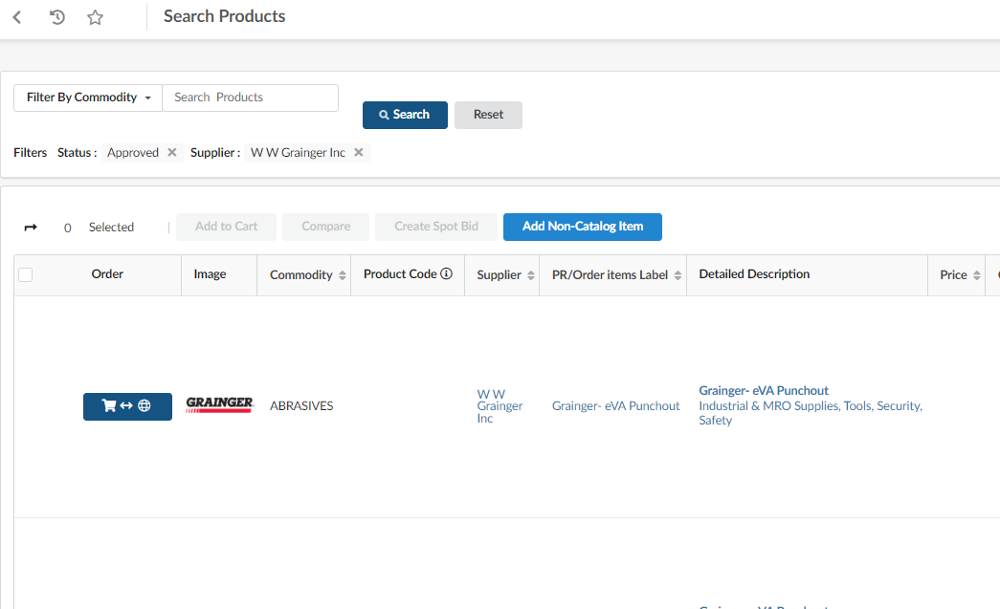 Search Products
Filter By Commodity
Search Products
Search
Reset
Filters Status : Approved Supplier : W W Grainger Inc
0 Selected
Add to Cart
Compare
Create Spot Bid
Add Non-Catalog Item
Order
Image
Commodity
Product Code
Supplier
PR/Order items Label
Detailed Description
Price
GRAINGER
ABRASIVES
W W
Grainger
Inc
Grainger- eVA Punchout
Grainger- eVA Punchout
Industrial & MRO Supplies, Tools, Security,
Safety